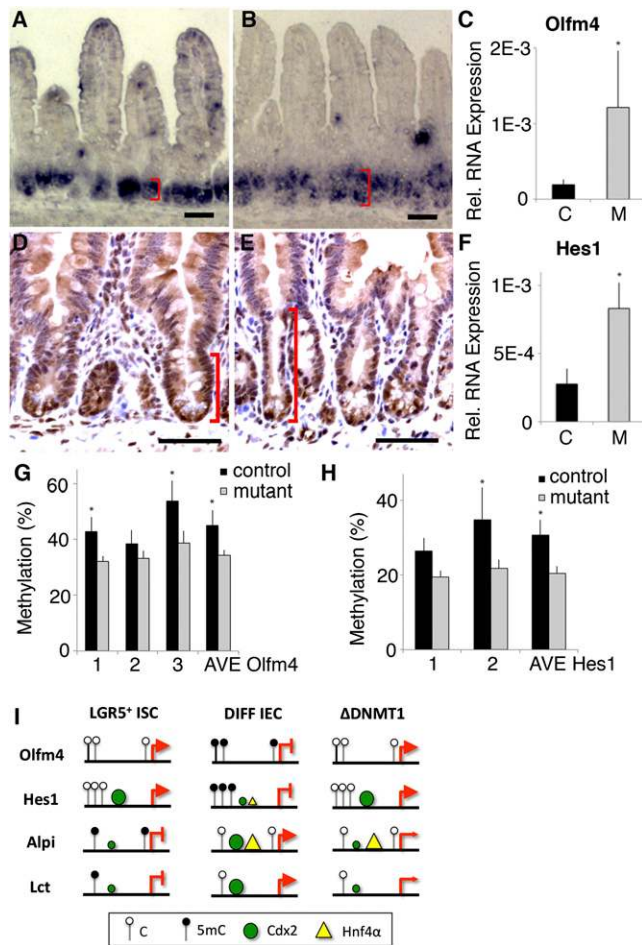 A
B
C
Olfm4
Rel. RNA Expression
2E-3
1E-3
0
C
M
*
D
E
F
Hes1
Rel. RNA Expression
1E-3
5E-4
0
C
M
*
G
control
mutant
Methylation (%)
60
40
20
0
*
*
*
1 2 3 AVE Olfm4
H
control
mutant
Methylation (%)
40
20
0
*
*
1 2 AVE Hes1
I
LGR5+ ISC DIFF IEC ΔDNMT1
Olfm4
Hes1
Alpi
Lct
C 5mC Cdx2 Hnf4α